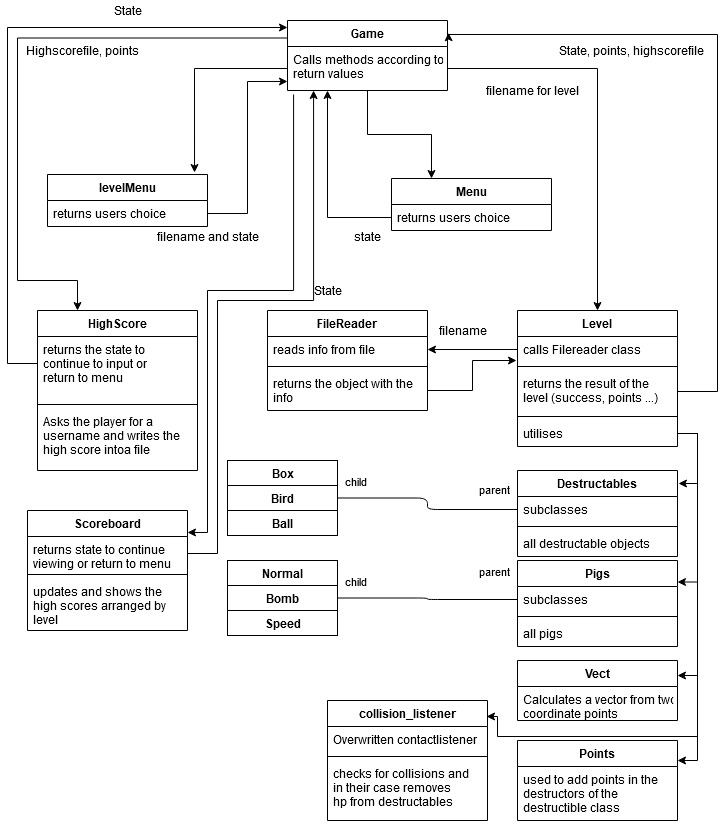 State
Game
Highscorefile, points
Calls methods according to
return values
State, points, highscorefile
filename for level
levelMenu
returns users choice
Menu
returns users choice
filename and state
state
State
HighScore
returns the state to
continue to input or
return to menu
Asks the player for a
username and writes the
high score intoa file
FileReader
reads info from file
returns the object with the
info
filename
Level
calls Filereader class
returns the result of the
level (success, points ...)
utilises
Box
Bird
Ball
child
parent
Destructables
subclasses
all destructable objects
Scoreboard
returns state to continue
viewing or return to menu
updates and shows the
high scores arranged by
level
Normal
Bomb
Speed
child
parent
Pigs
subclasses
all pigs
Vect
Calculates a vector from two
coordinate points
collision_listener
Overwritten contactlistener
checks for collisions and
in their case removes
hp from destructables
Points
used to add points in the
destructors of the
destructible class